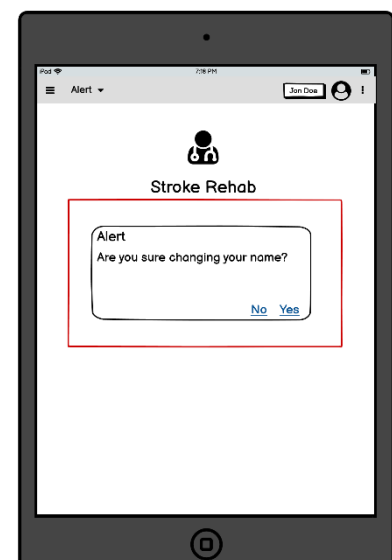 iPod 7:18 PM
Alert Jon Doe
Stroke Rehab
Alert
Are you sure changing your name?
No Yes